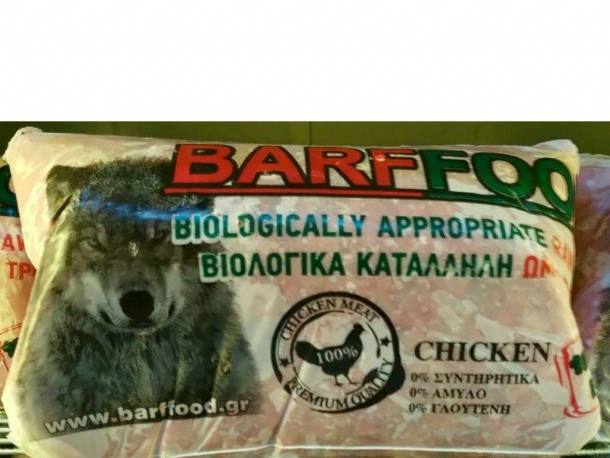 BARFFOO
BIOLOGICALLY APPROPRIATE
ΒΙΟΛΟΓΙΚΑ ΚΑΤΑΛΛΗΛΗ
CHICKEN MEAT
100%
PREMIUM QUALITY
CHICKEN
0% ΣΥΝΤΗΡΗΤΙΚΑ
0% ΑΜΥΛΟ
0% ΓΛΟΥΤΕΝΗ
www.barffood.gr